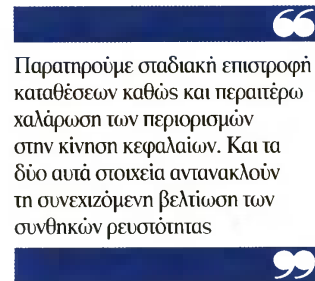 ❝
Παρατηρούμε σταδιακή επιστροφή
καταθέσεων καθώς και περαιτέρω
χαλάρωση των περιορισμών
στην κίνηση κεφαλαίων. Και τα
δύο αυτά στοιχεία αντανακλούν
τη συνεχιζόμενη βελτίωση των
συνθηκών ρευστότητας
❞